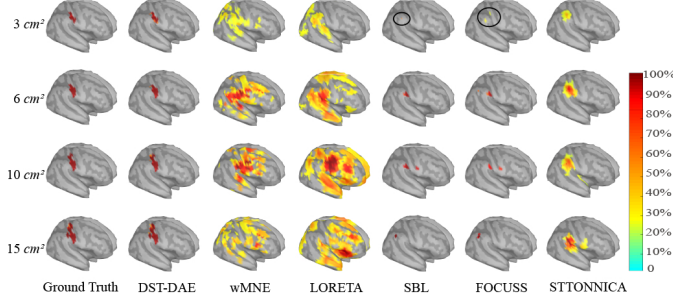 3 cm²
6 cm²
10 cm²
15 cm²
100%
90%
80%
70%
60%
50%
40%
30%
20%
10%
0
Ground Truth DST-DAE wMNE LORETA SBL FOCUSS STTONNICA